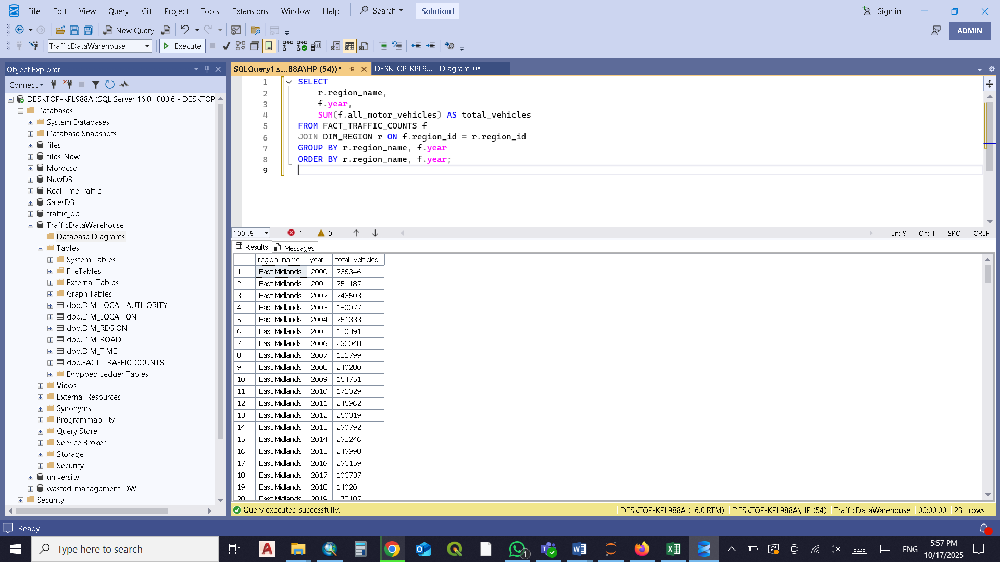 File Edit View Query Git Project Tools Extensions Window Help Search Solution1 Sign in
New Query ADMIN
TrafficDataWarehouse Execute
Object Explorer
Connect
DESKTOP-KPL988A (SQL Server 16.0.1000.6 - DESKTOP
Databases
System Databases
Database Snapshots
files
files_New
Morocco
NewDB
RealTimeTraffic
SalesDB
traffic_db
TrafficDataWarehouse
Database Diagrams
Tables
System Tables
FileTables
External Tables
Graph Tables
dbo.DIM_LOCAL_AUTHORITY
dbo.DIM_LOCATION
dbo.DIM_REGION
dbo.DIM_ROAD
dbo.DIM_TIME
dbo.FACT_TRAFFIC_COUNTS
Dropped Ledger Tables
Views
External Resources
Synonyms
Programmability
Query Store
Service Broker
Storage
Security
university
wasted_management_DW
Security
SQLQuery1.s...88A\HP (54))* DESKTOP-KPL9... - Diagram_0*
1 SELECT
2 r.region_name,
3 f.year,
4 SUM(f.all_motor_vehicles) AS total_vehicles
5 FROM FACT_TRAFFIC_COUNTS f
6 JOIN DIM_REGION r ON f.region_id = r.region_id
7 GROUP BY r.region_name, f.year
8 ORDER BY r.region_name, f.year;
9
100 % 1 0 Ln: 9 Ch: 1 SPC CRLF
Results Messages
region_name year total_vehicles
1 East Midlands 2000 236346
2 East Midlands 2001 251187
3 East Midlands 2002 243603
4 East Midlands 2003 180077
5 East Midlands 2004 251333
6 East Midlands 2005 180891
7 East Midlands 2006 263048
8 East Midlands 2007 182799
9 East Midlands 2008 240280
10 East Midlands 2009 154751
11 East Midlands 2010 172029
12 East Midlands 2011 245962
13 East Midlands 2012 250319
14 East Midlands 2013 260792
15 East Midlands 2014 268246
16 East Midlands 2015 246998
17 East Midlands 2016 263159
18 East Midlands 2017 103737
19 East Midlands 2018 14020
20 East Midlands 2019 178107
Query executed successfully. DESKTOP-KPL988A (16.0 RTM) DESKTOP-KPL988A\HP (54) TrafficDataWarehouse 00:00:00 231 rows
Ready 1
Type here to search 1 ENG 5:57 PM
10/17/2025